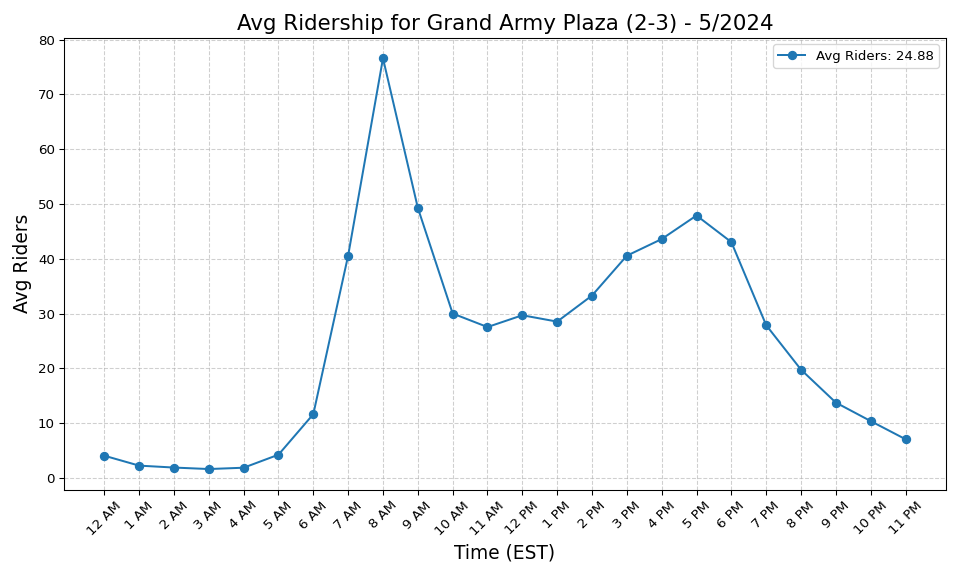 Avg Ridership for Grand Army Plaza (2-3) - 5/2024
Avg Riders: 24.88
Avg Riders
80
70
60
50
40
30
20
10
0
12 AM
1 AM
2 AM
3 AM
4 AM
5 AM
6 AM
7 AM
8 AM
9 AM
10 AM
11 AM
12 PM
1 PM
2 PM
3 PM
4 PM
5 PM
6 PM
7 PM
8 PM
9 PM
10 PM
11 PM
Time (EST)